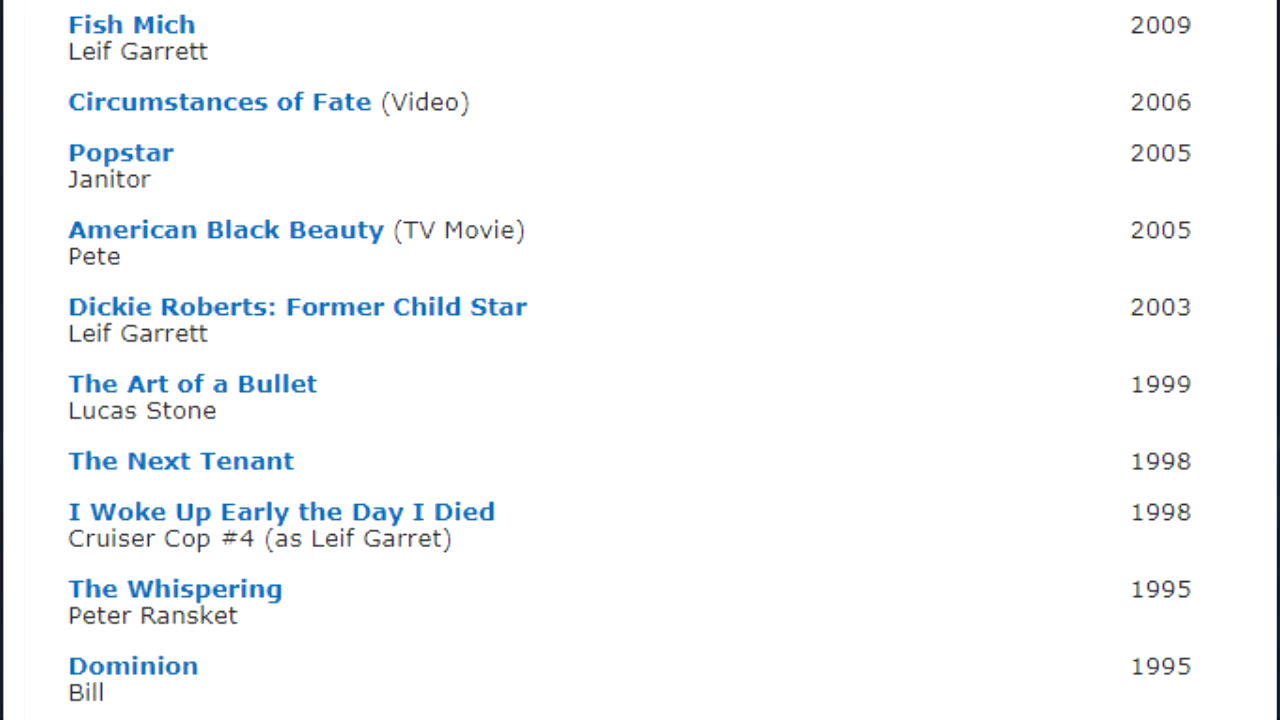 Fish Mich 2009
Leif Garrett
Circumstances of Fate (Video) 2006
Popstar 2005
Janitor
American Black Beauty (TV Movie) 2005
Pete
Dickie Roberts: Former Child Star 2003
Leif Garrett
The Art of a Bullet 1999
Lucas Stone
The Next Tenant 1998
I Woke Up Early the Day I Died 1998
Cruiser Cop #4 (as Leif Garret)
The Whispering 1995
Peter Ransket
Dominion 1995
Bill